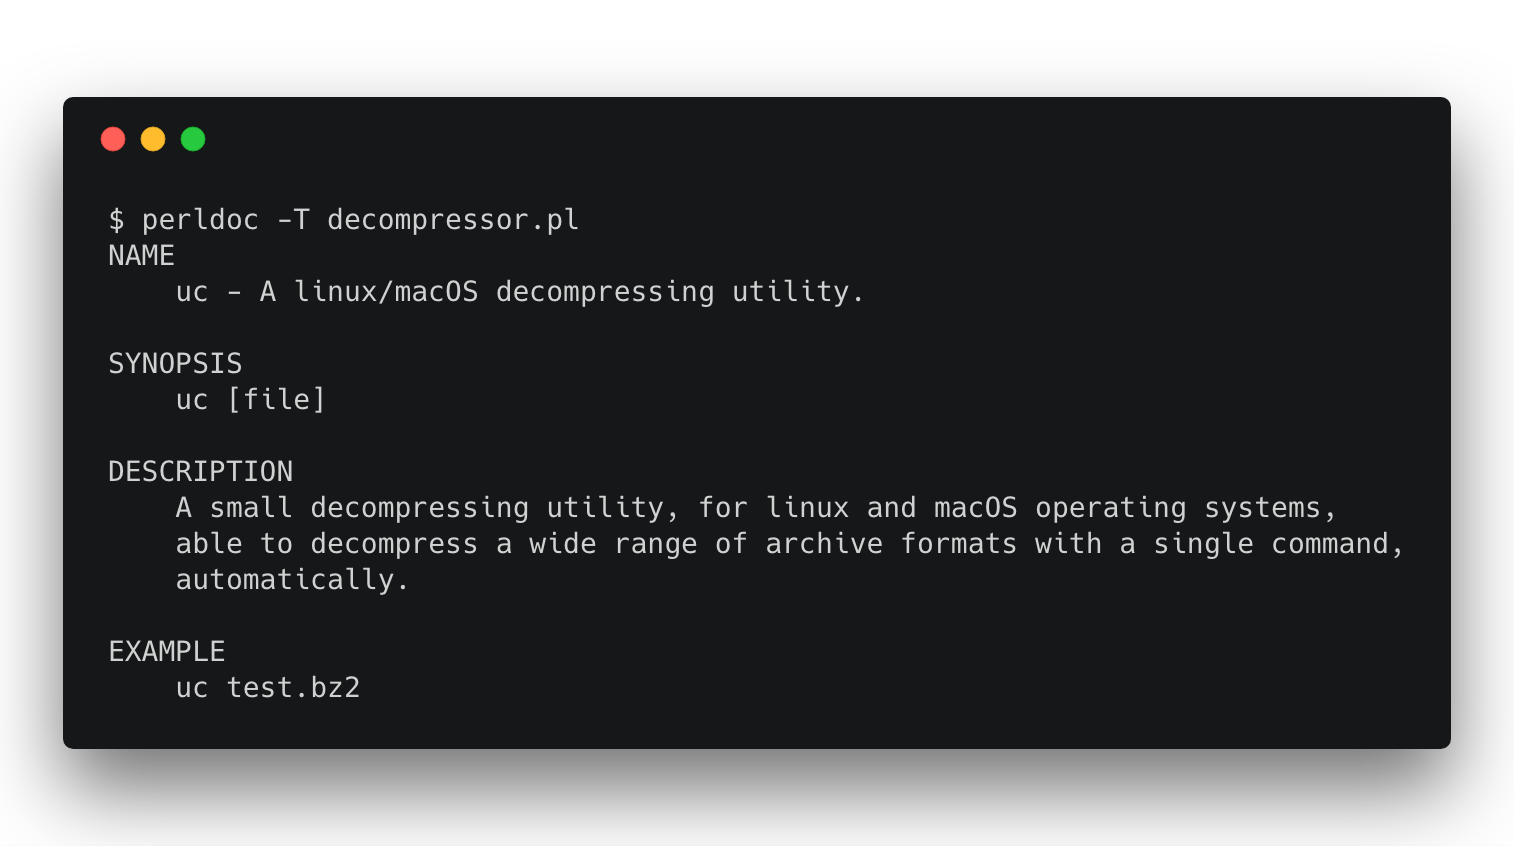 $ perldoc -T decompressor.pl
NAME
    uc - A linux/macOS decompressing utility.

SYNOPSIS
    uc [file]

DESCRIPTION
    A small decompressing utility, for linux and macOS operating systems,
    able to decompress a wide range of archive formats with a single command,
    automatically.

EXAMPLE
    uc test.bz2